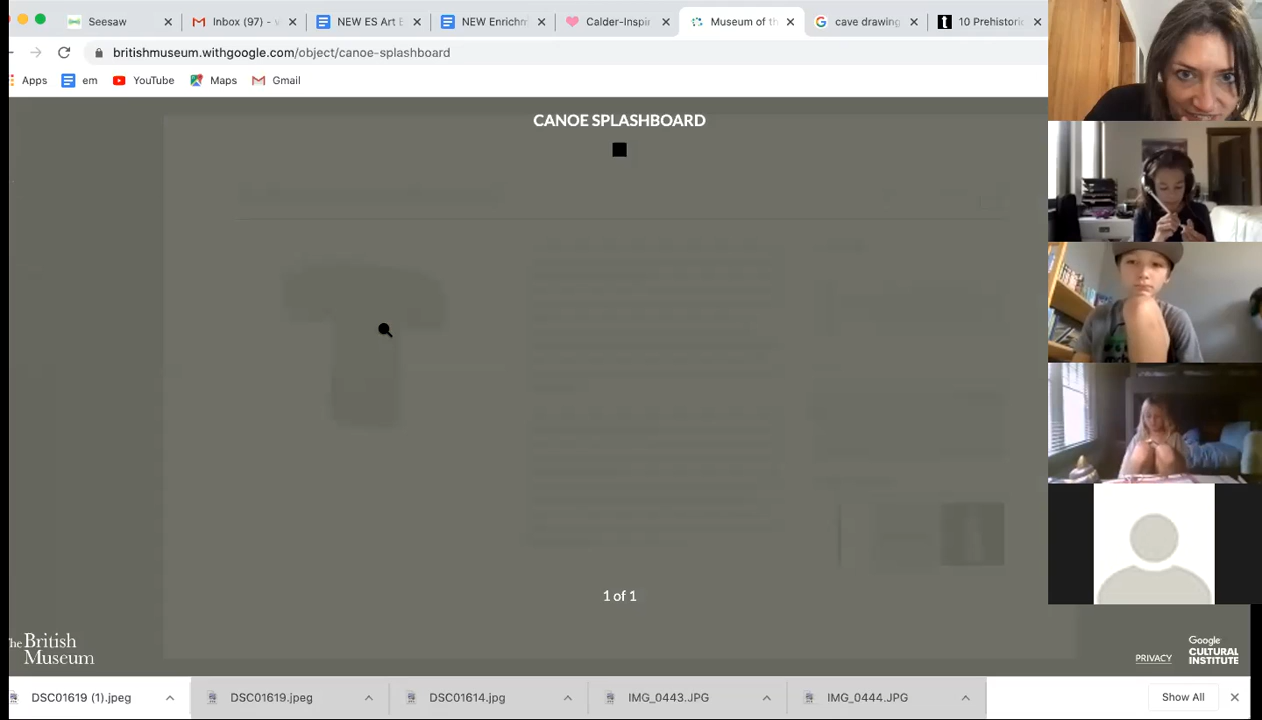 Seesaw
Inbox (97) -
NEW ES Art
NEW Enrichm
Calder-Inspir
Museum of th
cave drawing
10 Prehistoric
britishmuseum.withgoogle.com/object/canoe-splashboard
Apps
em
YouTube
Maps
Gmail
CANOE SPLASHBOARD
1 of 1
The British
Museum
PRIVACY
Google
CULTURAL
INSTITUTE
DSC01619 (1).jpeg
DSC01619.jpeg
DSC01614.jpg
IMG_0443.JPG
IMG_0444.JPG
Show All